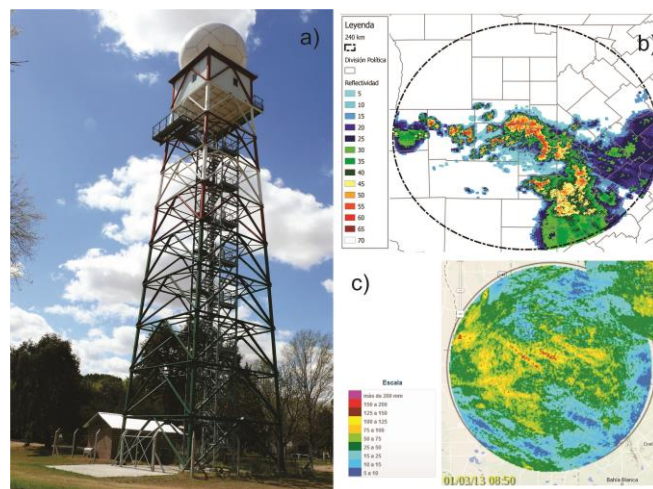 a)
b)
Leyenda
240 km
División Política
Reflectividad
5
10
15
20
25
30
35
40
45
50
55
60
65
70
c)
Escala
más de 200 mm
150 a 200
125 a 150
100 a 125
75 a 100
50 a 75
25 a 50
15 a 25
10 a 15
5 a 10
01/03/13 08:50
Bahía Blanca